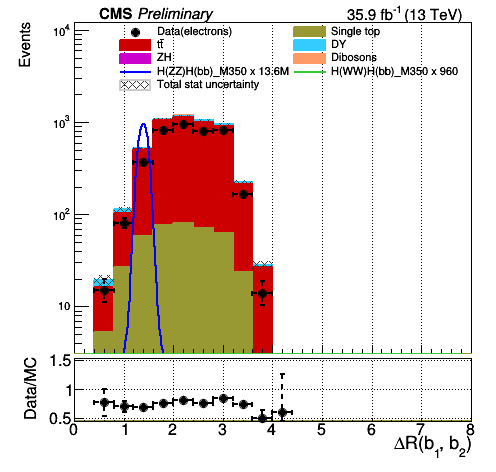 CMS Preliminary 35.9 fb⁻¹ (13 TeV)
Events
10⁴
10³
10²
10
Data(electrons)
Single top
tt̄
DY
ZH
Dibosons
H(ZZ)H(bb)_M350 x 13.6M
H(WW)H(bb)_M350 x 960
Total stat uncertainty
Data/MC
1.5
1
0.5
0 1 2 3 4 5 6 7 8
ΔR(b₁, b₂)